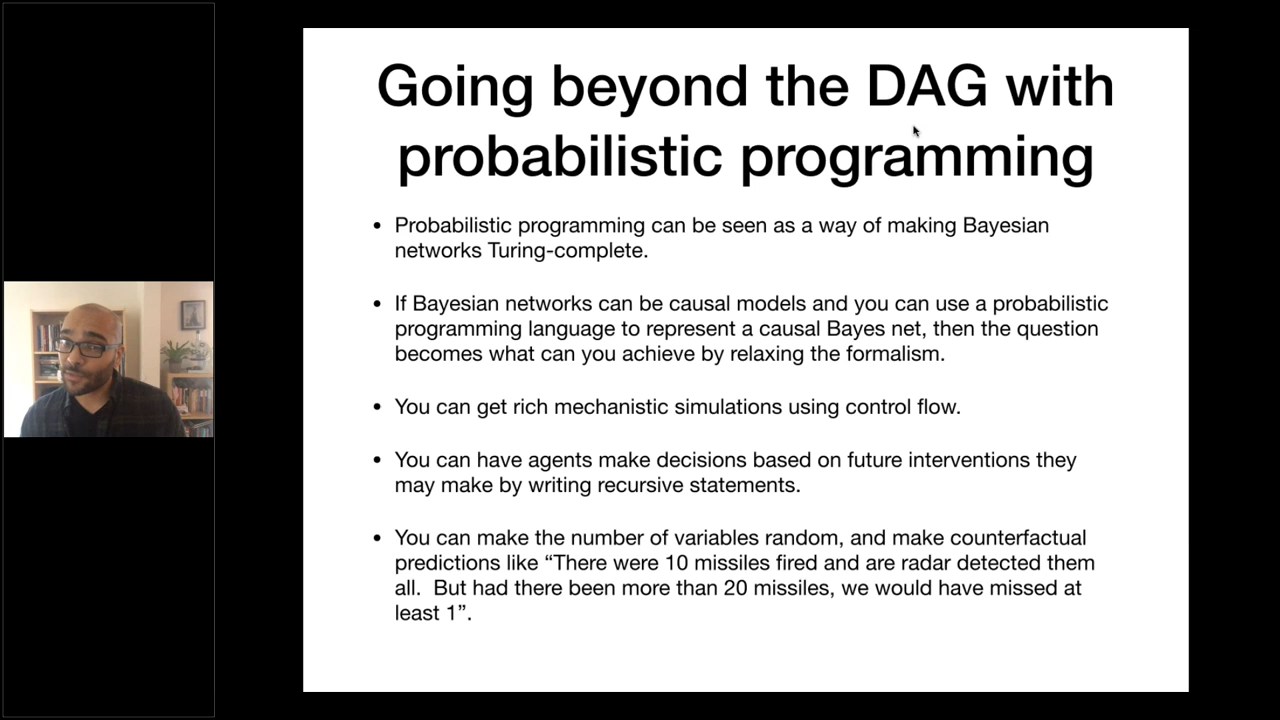 Going beyond the DAG with
probabilistic programming
• Probabilistic programming can be seen as a way of making Bayesian
networks Turing-complete.
• If Bayesian networks can be causal models and you can use a probabilistic
programming language to represent a causal Bayes net, then the question
becomes what can you achieve by relaxing the formalism.
• You can get rich mechanistic simulations using control flow.
• You can have agents make decisions based on future interventions they
may make by writing recursive statements.
• You can make the number of variables random, and make counterfactual
predictions like “There were 10 missiles fired and are radar detected them
all.  But had there been more than 20 missiles, we would have missed at
least 1”.